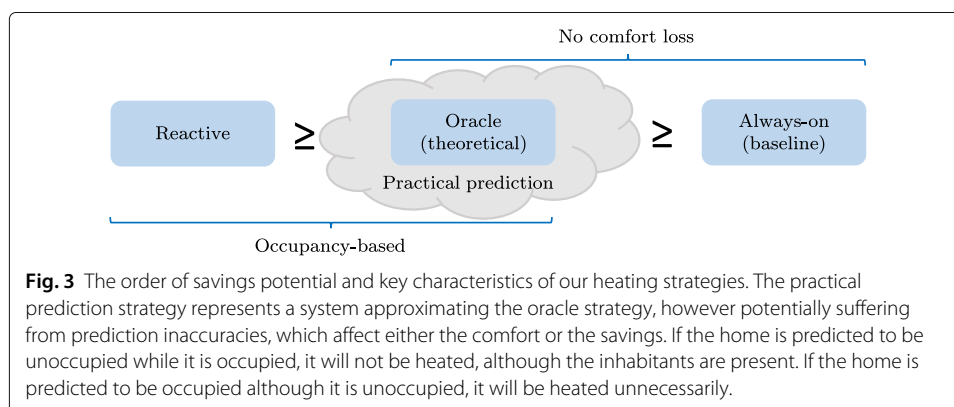 No comfort loss
Reactive
≥
Oracle
(theoretical)
≥
Always-on
(baseline)
Practical prediction
Occupancy-based
Fig. 3 The order of savings potential and key characteristics of our heating strategies. The practical
prediction strategy represents a system approximating the oracle strategy, however potentially suffering
from prediction inaccuracies, which affect either the comfort or the savings. If the home is predicted to be
unoccupied while it is occupied, it will not be heated, although the inhabitants are present. If the home is
predicted to be occupied although it is unoccupied, it will be heated unnecessarily.